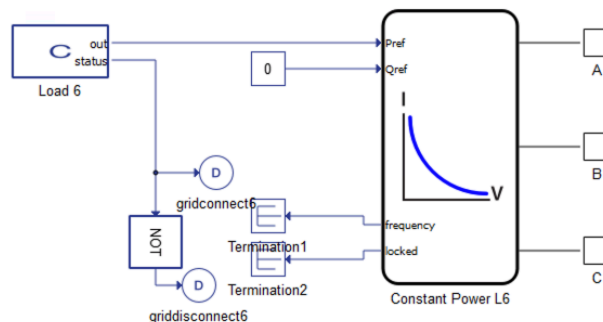 C
out
status
Load 6
0
Pref
Qref
I
V
A
B
C
D
gridconnect6
NOT
D
griddisconnect6
Termination1
Termination2
frequency
locked
Constant Power L6